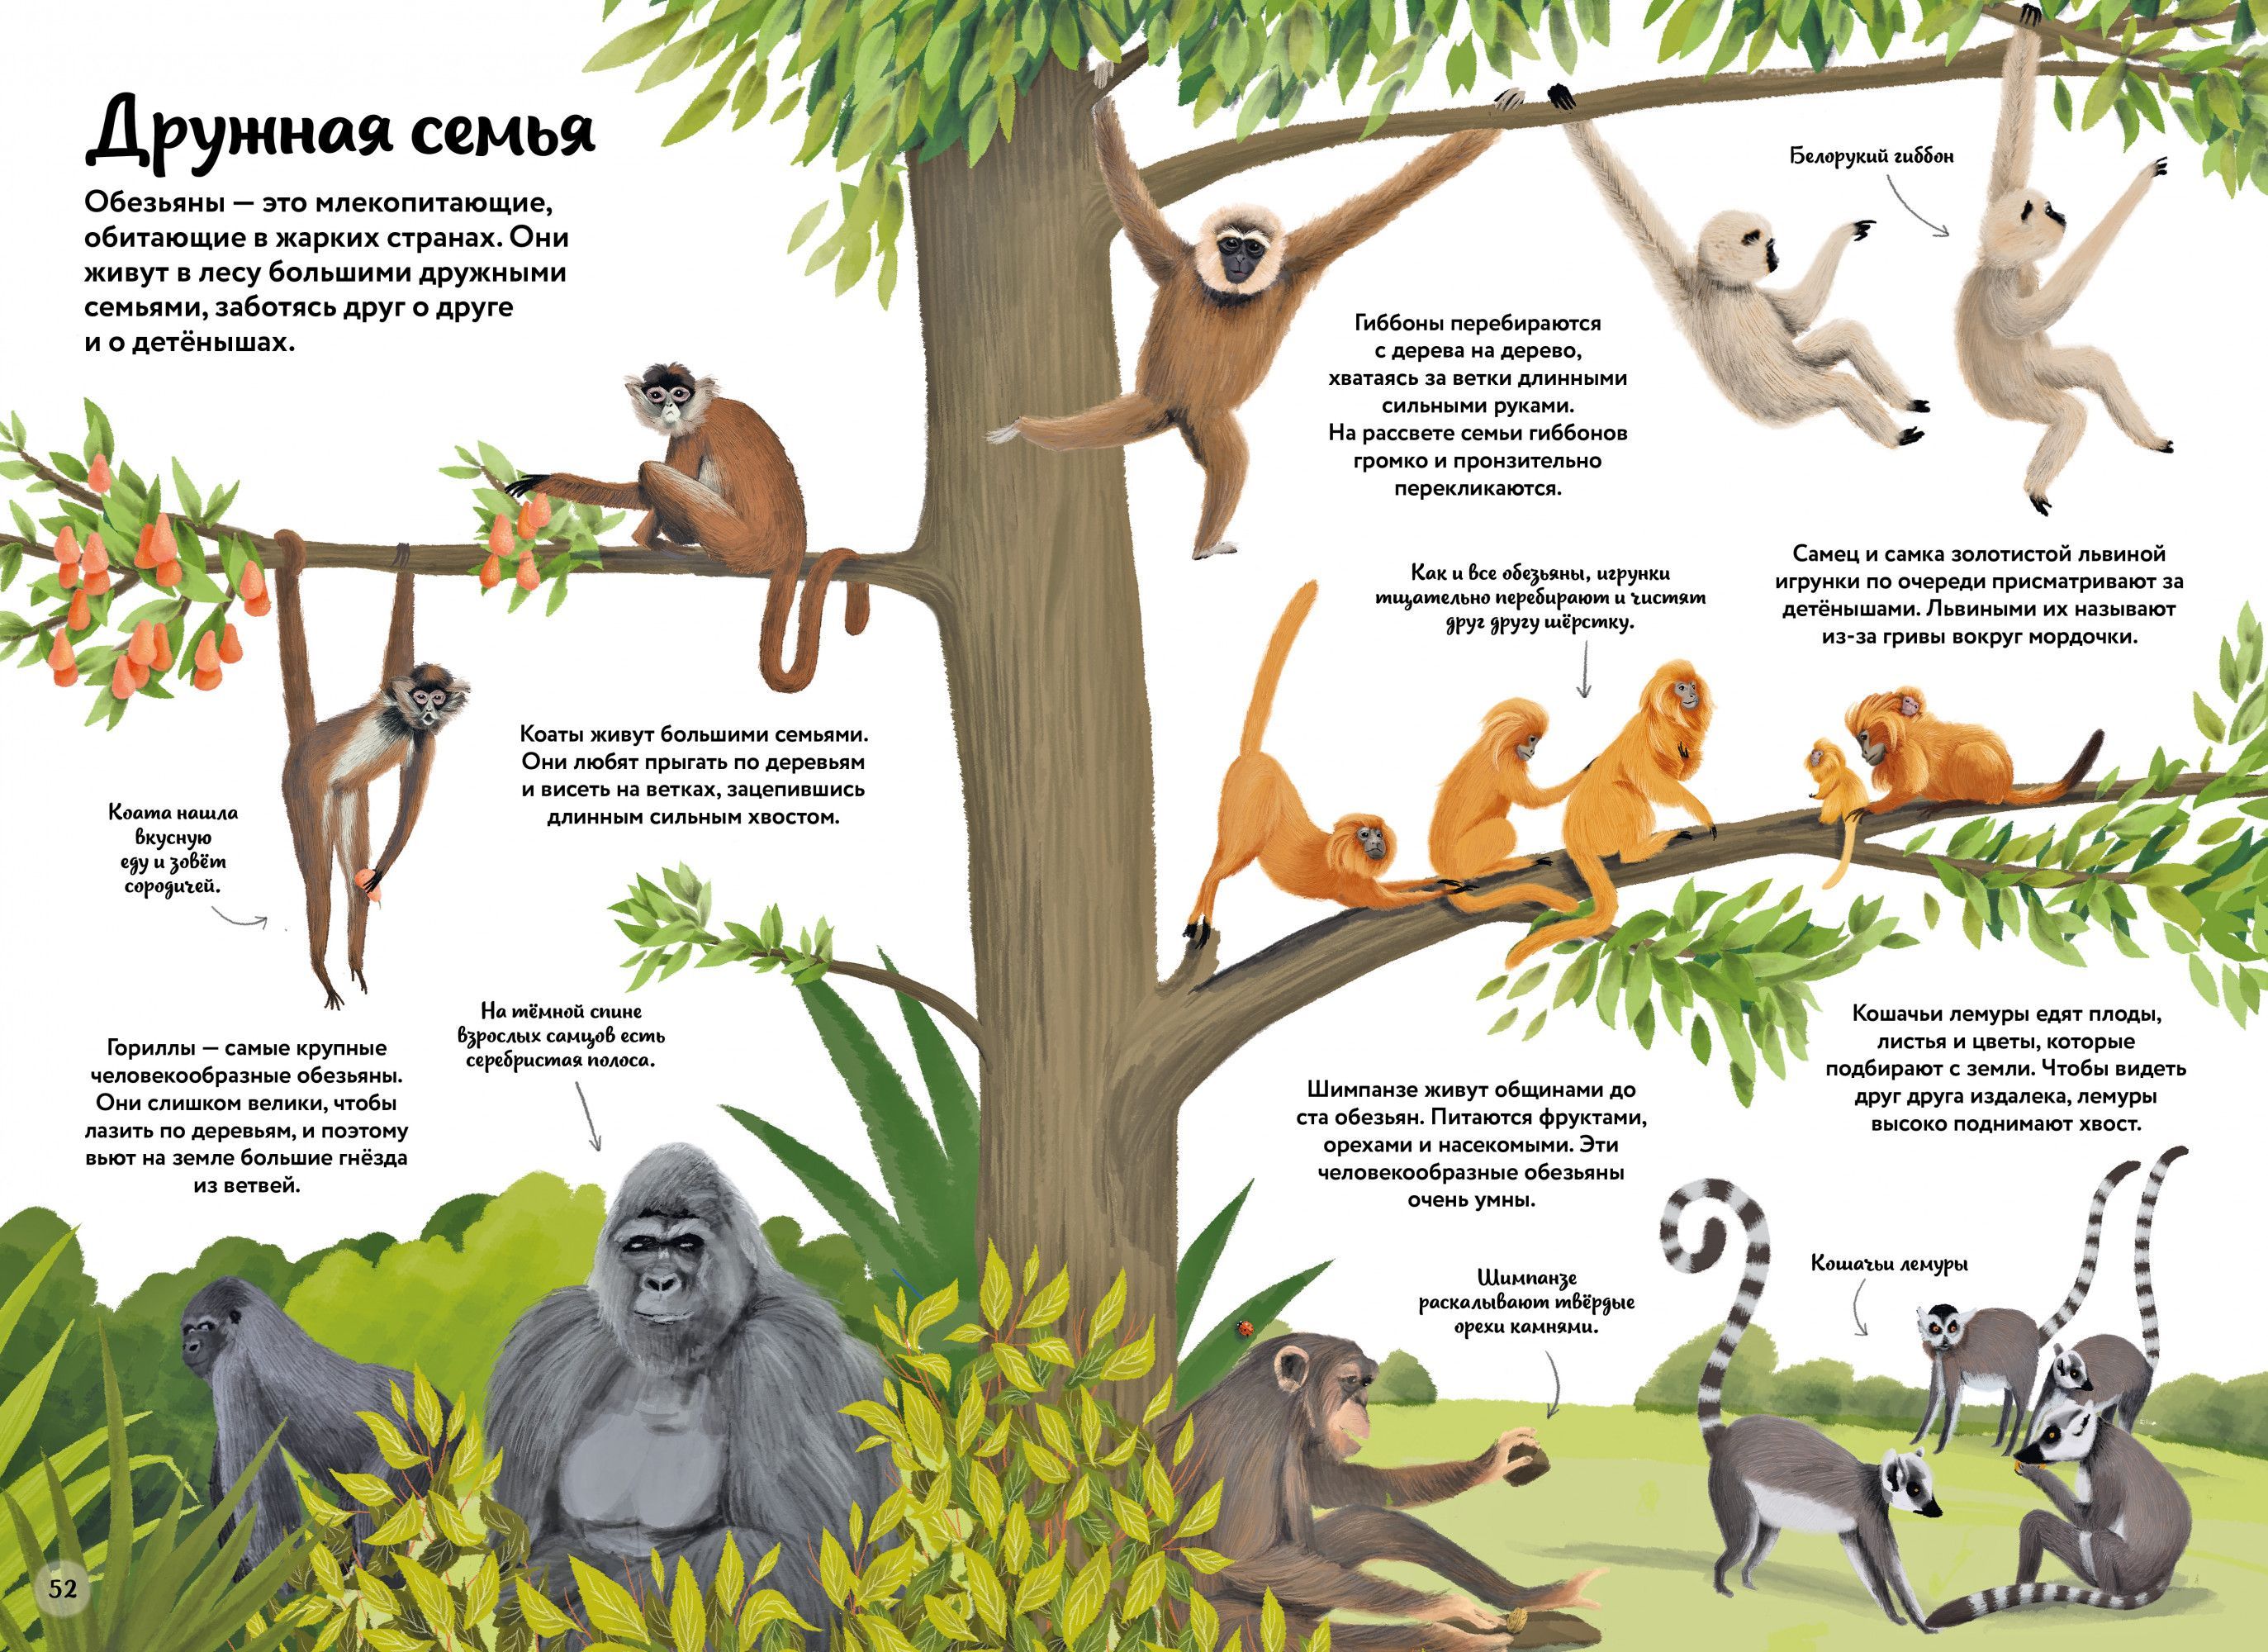 Дружная семья
Обезьяны — это млекопитающие,
обитающие в жарких странах. Они
живут в лесу большими дружными
семьями, заботясь друг о друге
и о детёнышах.
Белорукий гиббон
Гиббоны перебираются
с дерева на дерево,
хватаясь за ветки длинными
сильными руками.
На рассвете семьи гиббонов
громко и пронзительно
перекликаются.
Как и все обезьяны, игрунки
тщательно перебирают и чистят
друг другу шёрстку.
Самец и самка золотистой львиной
игрунки по очереди присматривают за
детёнышами. Львиными их называют
из-за гривы вокруг мордочки.
Коаты живут большими семьями.
Они любят прыгать по деревьям
и висеть на ветках, зацепившись
длинным сильным хвостом.
Коата нашла
вкусную
еду и зовёт
сородичей.
На тёмной спине
взрослых самцов есть
серебристая полоса.
Гориллы — самые крупные
человекообразные обезьяны.
Они слишком велики, чтобы
лазить по деревьям, и поэтому
вьют на земле большие гнёзда
из ветвей.
Шимпанзе живут общинами до
ста обезьян. Питаются фруктами,
орехами и насекомыми. Эти
человекообразные обезьяны
очень умны.
Кошачьи лемуры едят плоды,
листья и цветы, которые
подбирают с земли. Чтобы видеть
друг друга издалека, лемуры
высоко поднимают хвост.
Шимпанзе
раскалывают твёрдые
орехи камнями.
Кошачьи лемуры
52